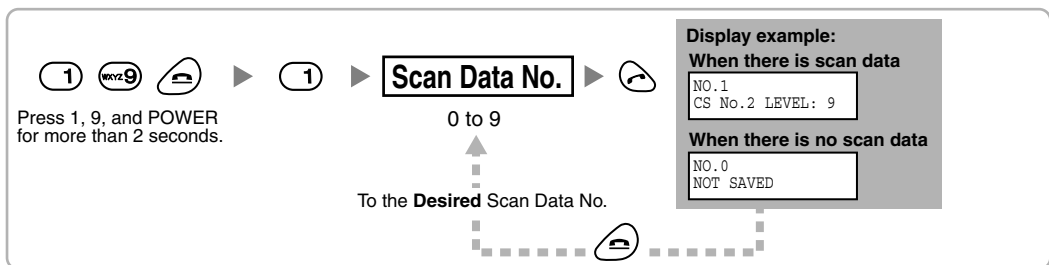 1) wxyz9)
Press 1, 9, and POWER
for more than 2 seconds.
1)
Scan Data No.
0 to 9
To the Desired Scan Data No.
Display example:
When there is scan data
NO.1
CS No.2 LEVEL: 9
When there is no scan data
NO.0
NOT SAVED